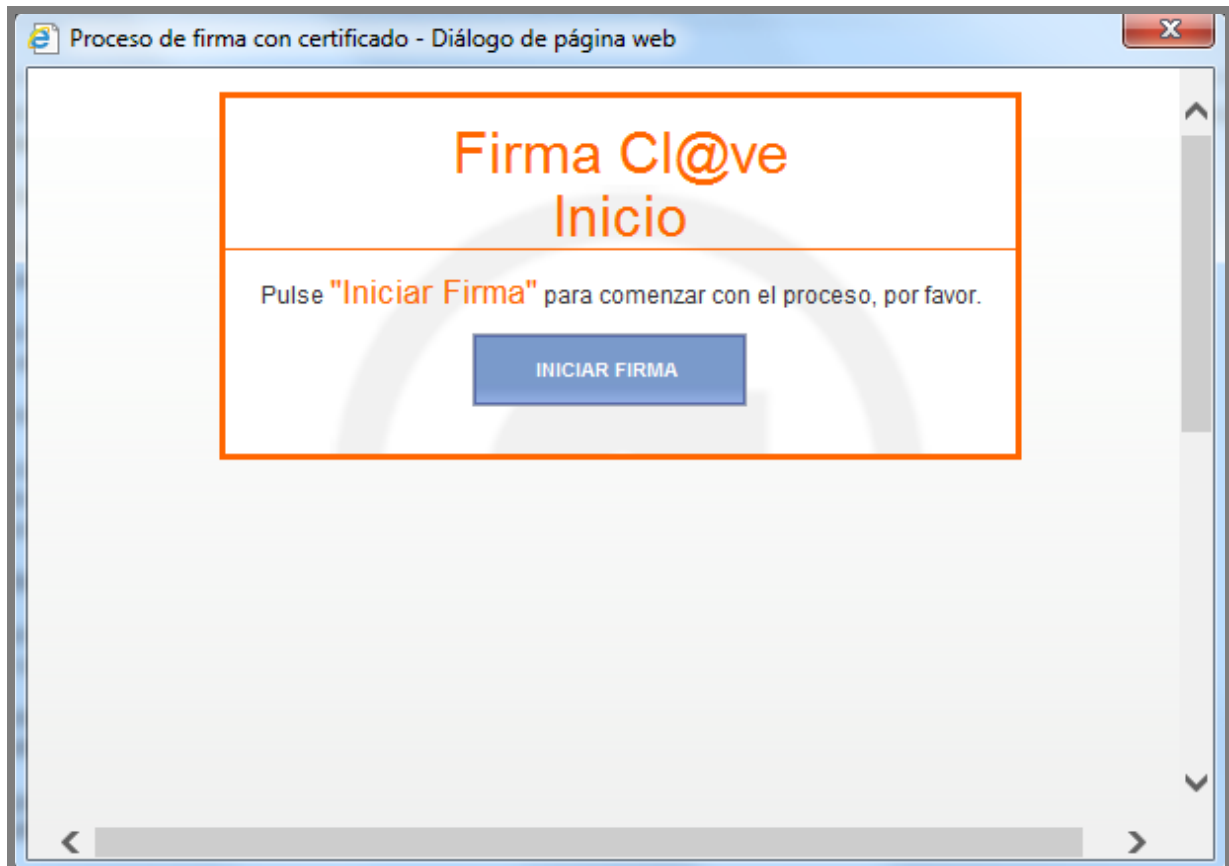 Proceso de firma con certificado - Diálogo de página web
Firma Cl@ve
Inicio
Pulse "Iniciar Firma" para comenzar con el proceso, por favor.
INICIAR FIRMA